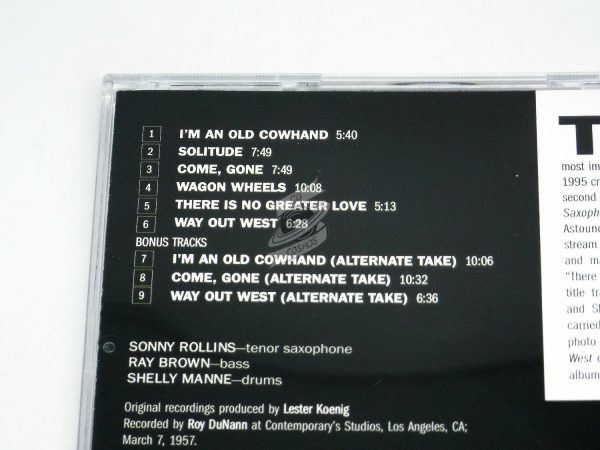 1 I'M AN OLD COWHAND 5:40
2 SOLITUDE 7:49
3 COME, GONE 7:49
4 WAGON WHEELS 10:08
5 THERE IS NO GREATER LOVE 5:13
6 WAY OUT WEST 6:28
BONUS TRACKS
7 I'M AN OLD COWHAND (ALTERNATE TAKE) 10:06
8 COME, GONE (ALTERNATE TAKE) 10:32
9 WAY OUT WEST (ALTERNATE TAKE) 6:36
SONNY ROLLINS—tenor saxophone
RAY BROWN—bass
SHELLY MANNE—drums
Original recordings produced by Lester Koenig
Recorded by Roy DuNann at Contemporary's Studios, Los Angeles, CA;
March 7, 1957.
COSMOS
T
most im
1995 cr
second
Saxoph
Astoune
stream
and ma
"There
title tra
and Sh
carried
photo
West
album